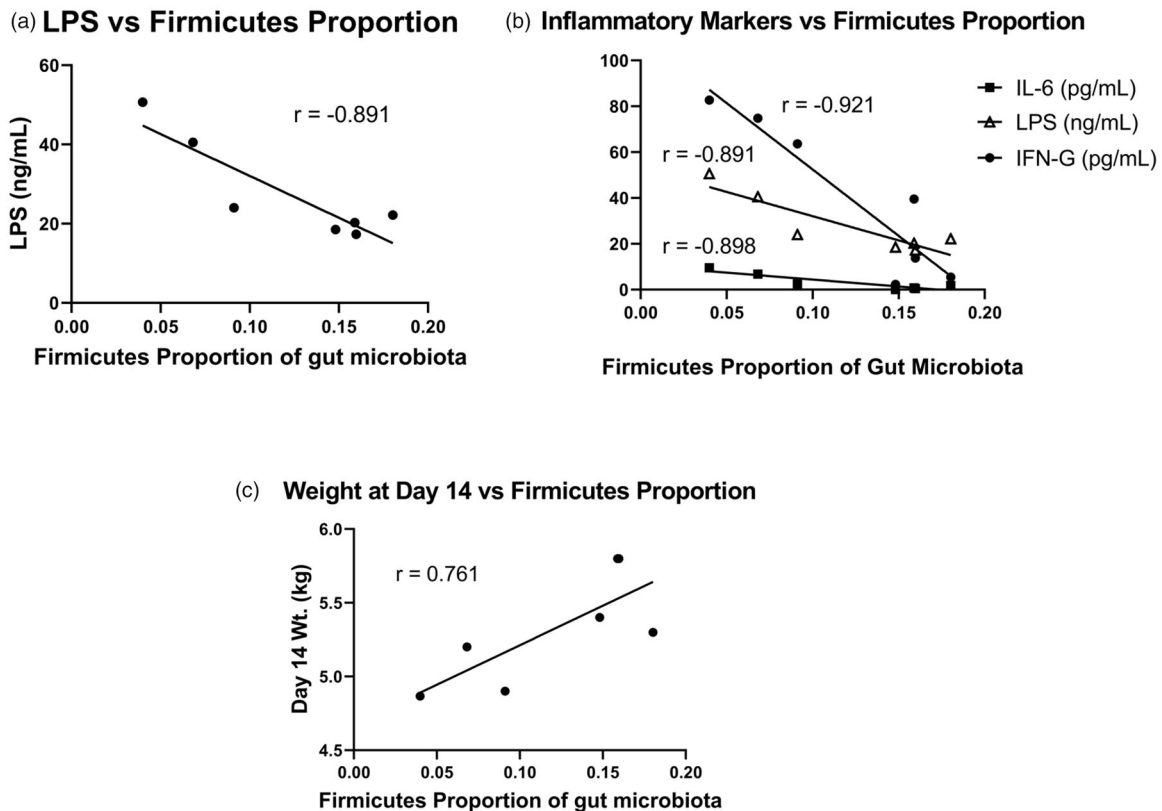 (a) LPS vs Firmicutes Proportion
60
40
20
0
LPS (ng/mL)
r = -0.891
0.00 0.05 0.10 0.15 0.20
Firmicutes Proportion of gut microbiota
(b) Inflammatory Markers vs Firmicutes Proportion
100
80
60
40
20
0
r = -0.921
r = -0.891
r = -0.898
IL-6 (pg/mL)
LPS (ng/mL)
IFN-G (pg/mL)
0.00 0.05 0.10 0.15 0.20
Firmicutes Proportion of Gut Microbiota
(c) Weight at Day 14 vs Firmicutes Proportion
6.0
5.5
5.0
4.5
Day 14 Wt. (kg)
r = 0.761
0.00 0.05 0.10 0.15 0.20
Firmicutes Proportion of gut microbiota